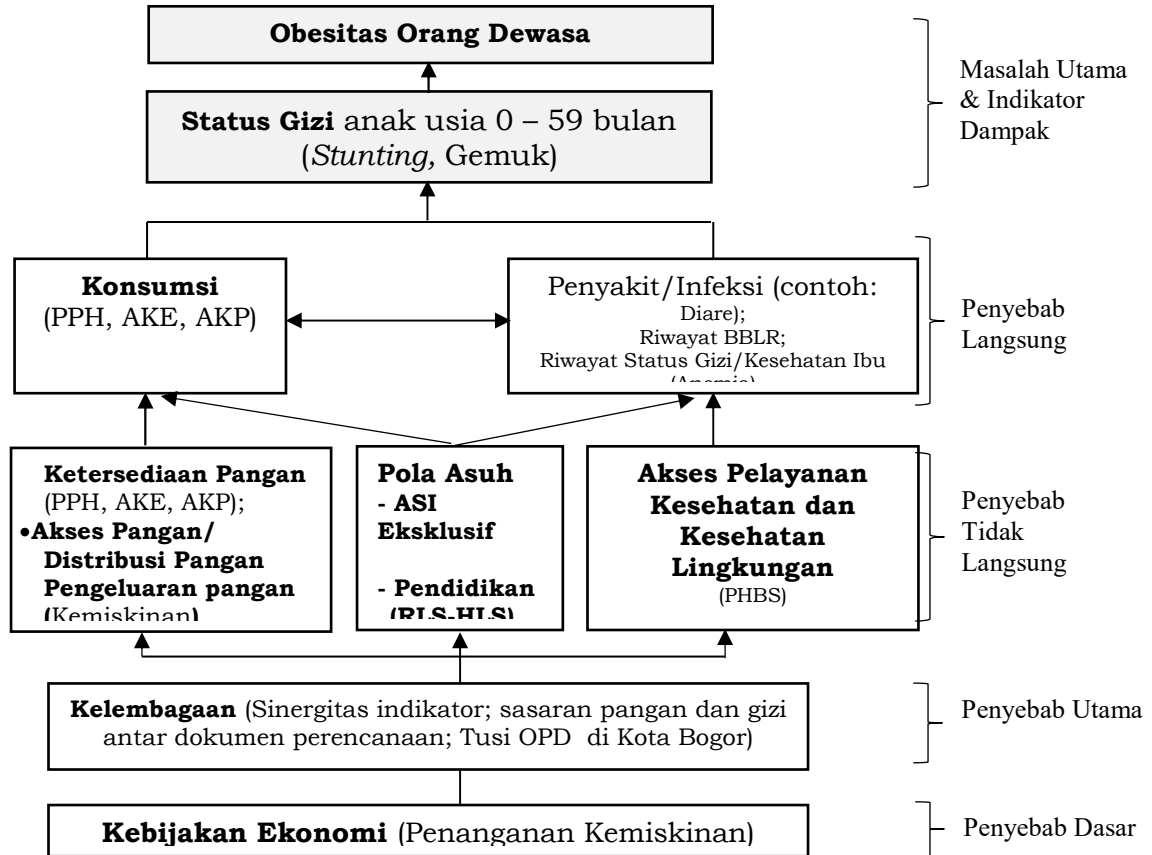 Obesitas Orang Dewasa
Masalah Utama
& Indikator
Dampak
Status Gizi anak usia 0 – 59 bulan
(Stunting, Gemuk)
Konsumsi
(PPH, AKE, AKP)
Penyakit/Infeksi (contoh:
Diare);
Riwayat BBLR;
Riwayat Status Gizi/Kesehatan Ibu
(Anemia)
Penyebab
Langsung
Ketersediaan Pangan
(PPH, AKE, AKP);
•Akses Pangan/
Distribusi Pangan
Pengeluaran pangan
(Kemiskinan)
Pola Asuh
- ASI
Eksklusif
- Pendidikan
(RLS-HLS)
Akses Pelayanan
Kesehatan dan
Kesehatan
Lingkungan
(PHBS)
Penyebab
Tidak
Langsung
Kelembagaan (Sinergitas indikator; sasaran pangan dan gizi
antar dokumen perencanaan; Tusi OPD di Kota Bogor)
Penyebab Utama
Kebijakan Ekonomi (Penanganan Kemiskinan)
Penyebab Dasar